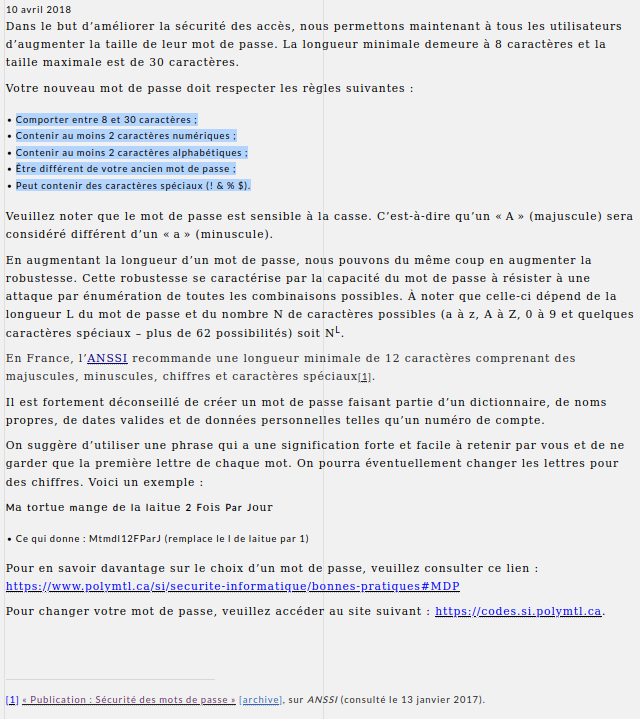 10 avril 2018
Dans le but d’améliorer la sécurité des accès, nous permettons maintenant à tous les utilisateurs
d’augmenter la taille de leur mot de passe. La longueur minimale demeure à 8 caractères et la
taille maximale est de 30 caractères.
Votre nouveau mot de passe doit respecter les règles suivantes :
• Comporter entre 8 et 30 caractères ;
• Contenir au moins 2 caractères numériques ;
• Contenir au moins 2 caractères alphabétiques ;
• Être différent de votre ancien mot de passe ;
• Peut contenir des caractères spéciaux (! & % $).
Veuillez noter que le mot de passe est sensible à la casse. C’est-à-dire qu’un « A » (majuscule) sera
considéré différent d’un « a » (minuscule).
En augmentant la longueur d’un mot de passe, nous pouvons du même coup en augmenter la
robustesse. Cette robustesse se caractérise par la capacité du mot de passe à résister à une
attaque par énumération de toutes les combinaisons possibles. À noter que celle-ci dépend de la
longueur L du mot de passe et du nombre N de caractères possibles (a à z, A à Z, 0 à 9 et quelques
caractères spéciaux – plus de 62 possibilités) soit N^L.
En France, l’ANSSI recommande une longueur minimale de 12 caractères comprenant des
majuscules, minuscules, chiffres et caractères spéciaux[1].
Il est fortement déconseillé de créer un mot de passe faisant partie d’un dictionnaire, de noms
propres, de dates valides et de données personnelles telles qu’un numéro de compte.
On suggère d’utiliser une phrase qui a une signification forte et facile à retenir par vous et de ne
garder que la première lettre de chaque mot. On pourra éventuellement changer les lettres pour
des chiffres. Voici un exemple :
Ma tortue mange de la laitue 2 Fois Par Jour
• Ce qui donne : Mtmdl12FParJ (remplace le l de laitue par 1)
Pour en savoir davantage sur le choix d’un mot de passe, veuillez consulter ce lien :
https://www.polymtl.ca/si/securite-informatique/bonnes-pratiques#MDP
Pour changer votre mot de passe, veuillez accéder au site suivant : https://codes.si.polymtl.ca.
[1] « Publication : Sécurité des mots de passe » [archive], sur ANSSI (consulté le 13 janvier 2017).